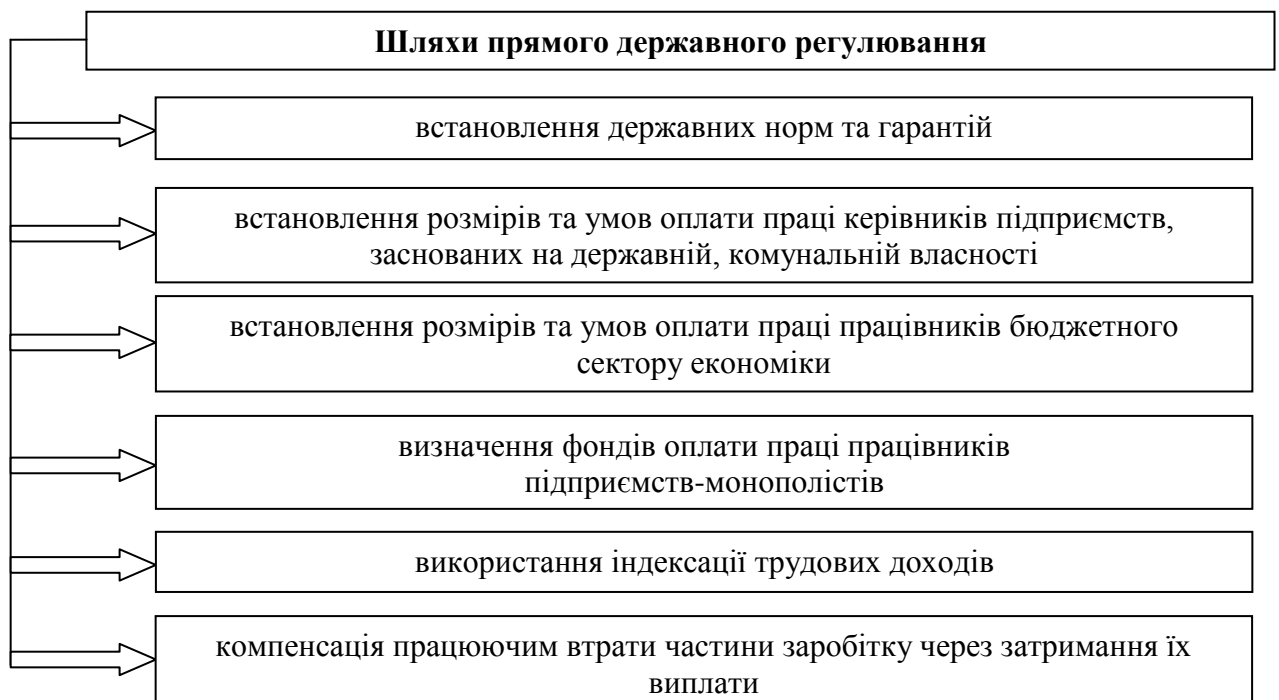 Шляхи прямого державного регулювання
встановлення державних норм та гарантій
встановлення розмірів та умов оплати праці керівників підприємств,
заснованих на державній, комунальній власності
встановлення розмірів та умов оплати праці працівників бюджетного
сектору економіки
визначення фондів оплати праці працівників
підприємств-монополістів
використання індексації трудових доходів
компенсація працюючим втрати частини заробітку через затримання їх
виплати